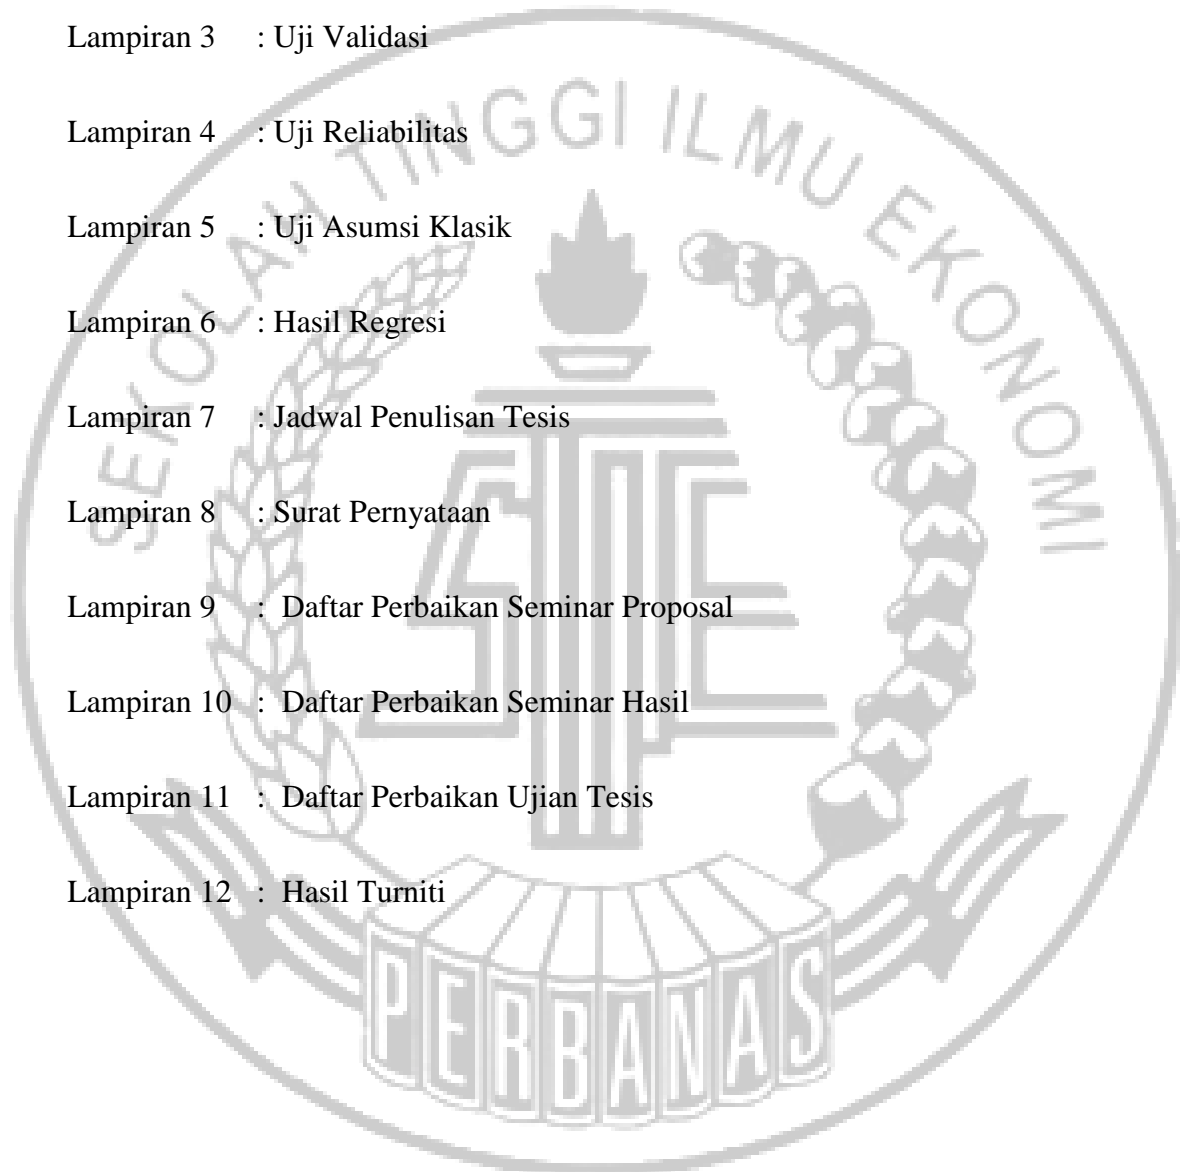 Lampiran 3 : Uji Validasi
Lampiran 4 : Uji Reliabilitas
Lampiran 5 : Uji Asumsi Klasik
Lampiran 6 : Hasil Regresi
Lampiran 7 : Jadwal Penulisan Tesis
Lampiran 8 : Surat Pernyataan
Lampiran 9 : Daftar Perbaikan Seminar Proposal
Lampiran 10 : Daftar Perbaikan Seminar Hasil
Lampiran 11 : Daftar Perbaikan Ujian Tesis
Lampiran 12 : Hasil Turniti
SEKOLAH TINGGI ILMU EKONOMI
STIE
PERBANAS